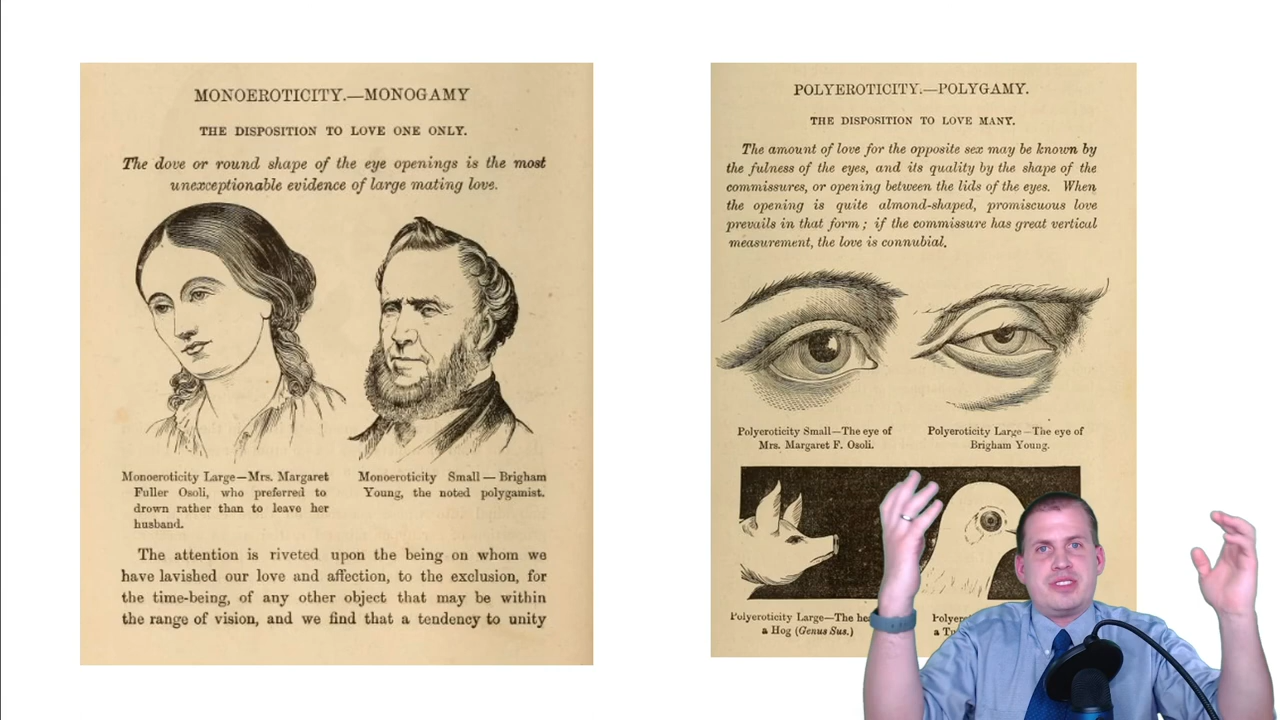 MONOEROTICITY.—MONOGAMY
THE DISPOSITION TO LOVE ONE ONLY.
The dove or round shape of the eye openings is the most
unexceptionable evidence of large mating love.
Monoeroticity Large—Mrs. Margaret
Fuller Osoli, who preferred to
drown rather than to leave her
husband.
Monoeroticity Small — Brigham
Young, the noted polygamist.
The attention is riveted upon the being on whom we
have lavished our love and affection, to the exclusion, for
the time-being, of any other object that may be within
the range of vision, and we find that a tendency to unity
POLYEROTICITY.—POLYGAMY.
THE DISPOSITION TO LOVE MANY.
The amount of love for the opposite sex may be known by
the fulness of the eyes, and its quality by the shape of the
commissures, or opening between the lids of the eyes. When
the opening is quite almond-shaped, promiscuous love
prevails in that form; if the commissure has great vertical
measurement, the love is connubial.
Polyeroticity Small—The eye of
Mrs. Margaret F. Osoli.
Polyeroticity Large—The eye of
Brigham Young.
Polyeroticity Large—The
a Hog (Genus Sus.)
a